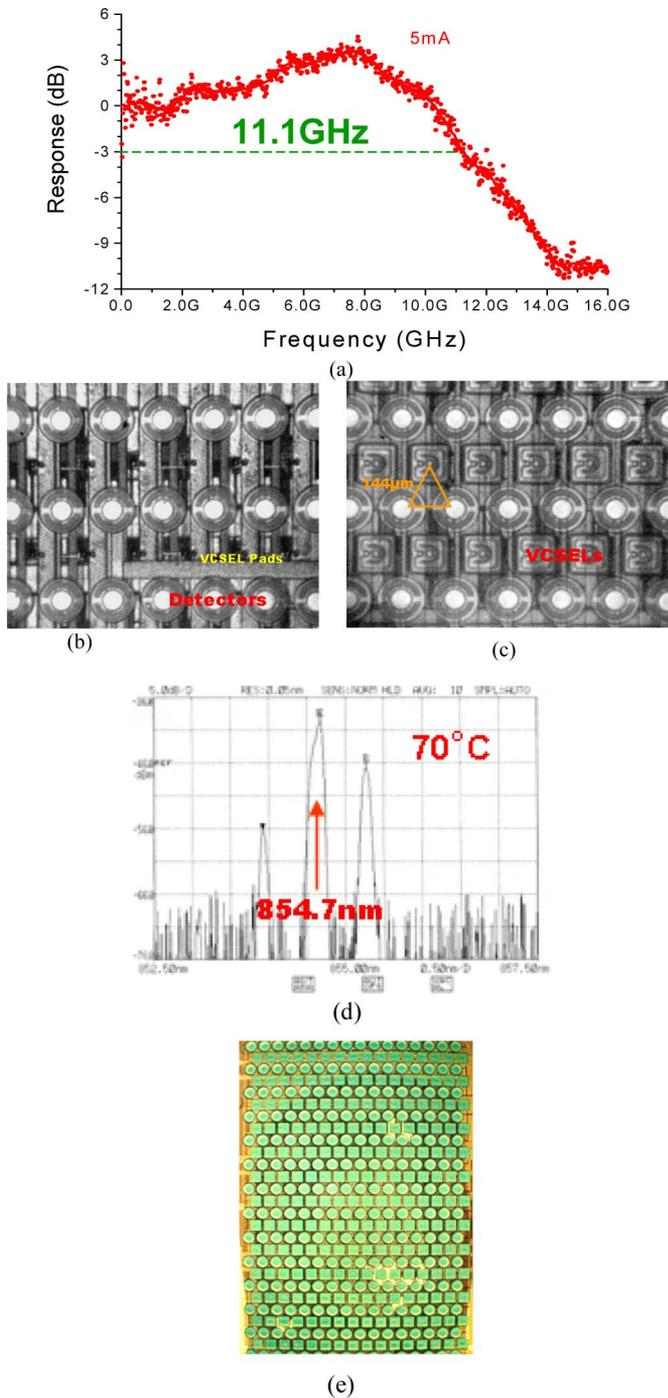 6
3
0
-3
-6
-9
-12
Response (dB)
5mA
11.1GHz
0.0 2.0G 4.0G 6.0G 8.0G 10.0G 12.0G 14.0G 16.0G
Frequency (GHz)
(a)
VCSEL Pads
Detectors
(b)
144µm
VCSELs
(c)
5.0dB/D RES:0.05nm SENS:NORM HLD AVG: 10 SMPL:AUTO
70°C
REF
854.7nm
852.50nm 855.00nm 0.50nm/D 857.50nm
(d)
(e)